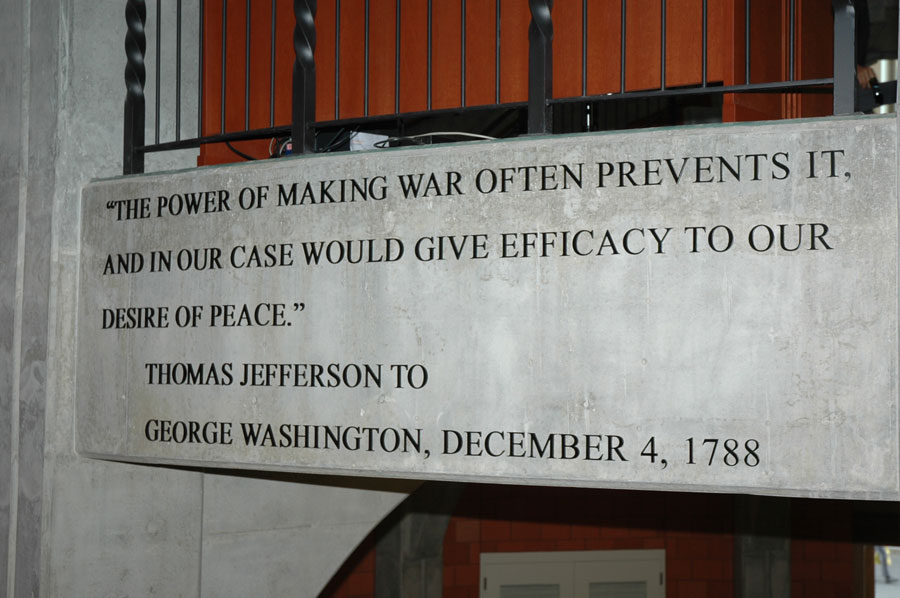 “THE POWER OF MAKING WAR OFTEN PREVENTS IT,
AND IN OUR CASE WOULD GIVE EFFICACY TO OUR
DESIRE OF PEACE.”
THOMAS JEFFERSON TO
GEORGE WASHINGTON, DECEMBER 4, 1788